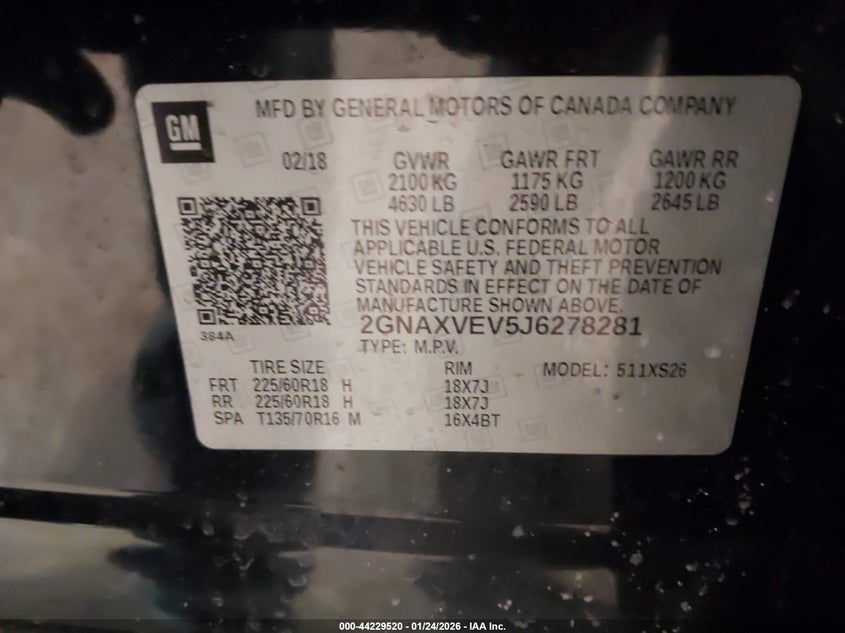 GM
MFD BY GENERAL MOTORS OF CANADA COMPANY
02/18 GVWR GAWR FRT GAWR RR
2100 KG 1175 KG 1200 KG
4630 LB 2590 LB 2645 LB
THIS VEHICLE CONFORMS TO ALL
APPLICABLE U.S. FEDERAL MOTOR
VEHICLE SAFETY AND THEFT PREVENTION
STANDARDS IN EFFECT ON THE DATE OF
MANUFACTURE SHOWN ABOVE.
2GNAXVEV5J6278281
384A
TYPE: M.P.V.
TIRE SIZE RIM MODEL: 511XS26
FRT 225/60R18 H 18X7J
RR 225/60R18 H 18X7J
SPA T135/70R16 M 16X4BT
000-44229520 - 01/24/2026 - IAA Inc.